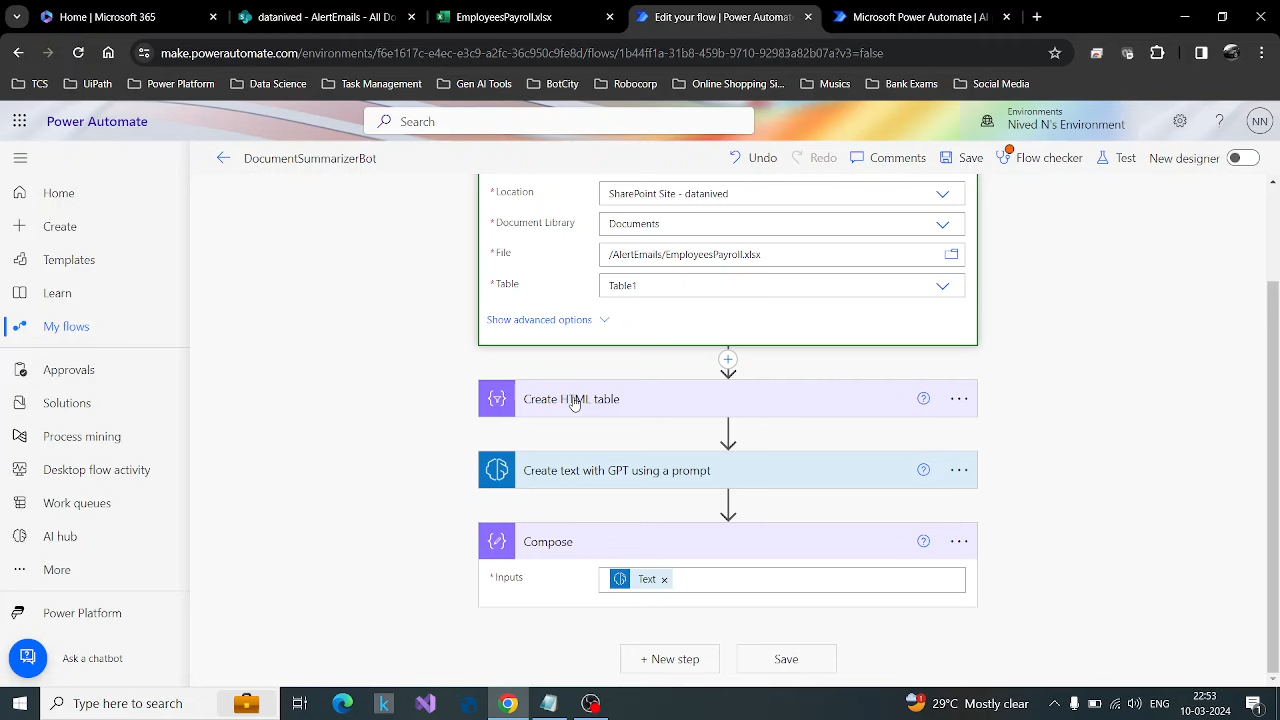 Home | Microsoft 365
datanived - AlertEmails - All Do
EmployeesPayroll.xlsx
Edit your flow | Power Automate
Microsoft Power Automate | AI
make.powerautomate.com/environments/f6e1617c-e4ec-e3c9-a2fc-36c950c9fe8d/flows/1b44ff1a-31b8-459b-9710-92983a82b07a?v3=false
TCS
Python
Power Platform
Data Science
Task Management
Gen AI Tools
BotCity
Robocorp
Online Shopping Si...
Musics
Bank Exams
Social Media
Power Automate
Search
Environments
Nived N's Environment
NN
DocumentSummarizerBot
Undo
Redo
Comments
Save
Flow checker
Test
New designer
Home
Create
Templates
Learn
My flows
Approvals
Solutions
Process mining
Desktop flow activity
Work queues
AI hub
More
Power Platform
Ask a chatbot
* Location
SharePoint Site - datanived
* Document Library
Documents
* File
/AlertEmails/EmployeesPayroll.xlsx
* Table
Table1
Show advanced options
Create HTML table
Create text with GPT using a prompt
Compose
* Inputs
Text ×
+ New step
Save
Type here to search
1
29°C Mostly clear
22:53
10-03-2024